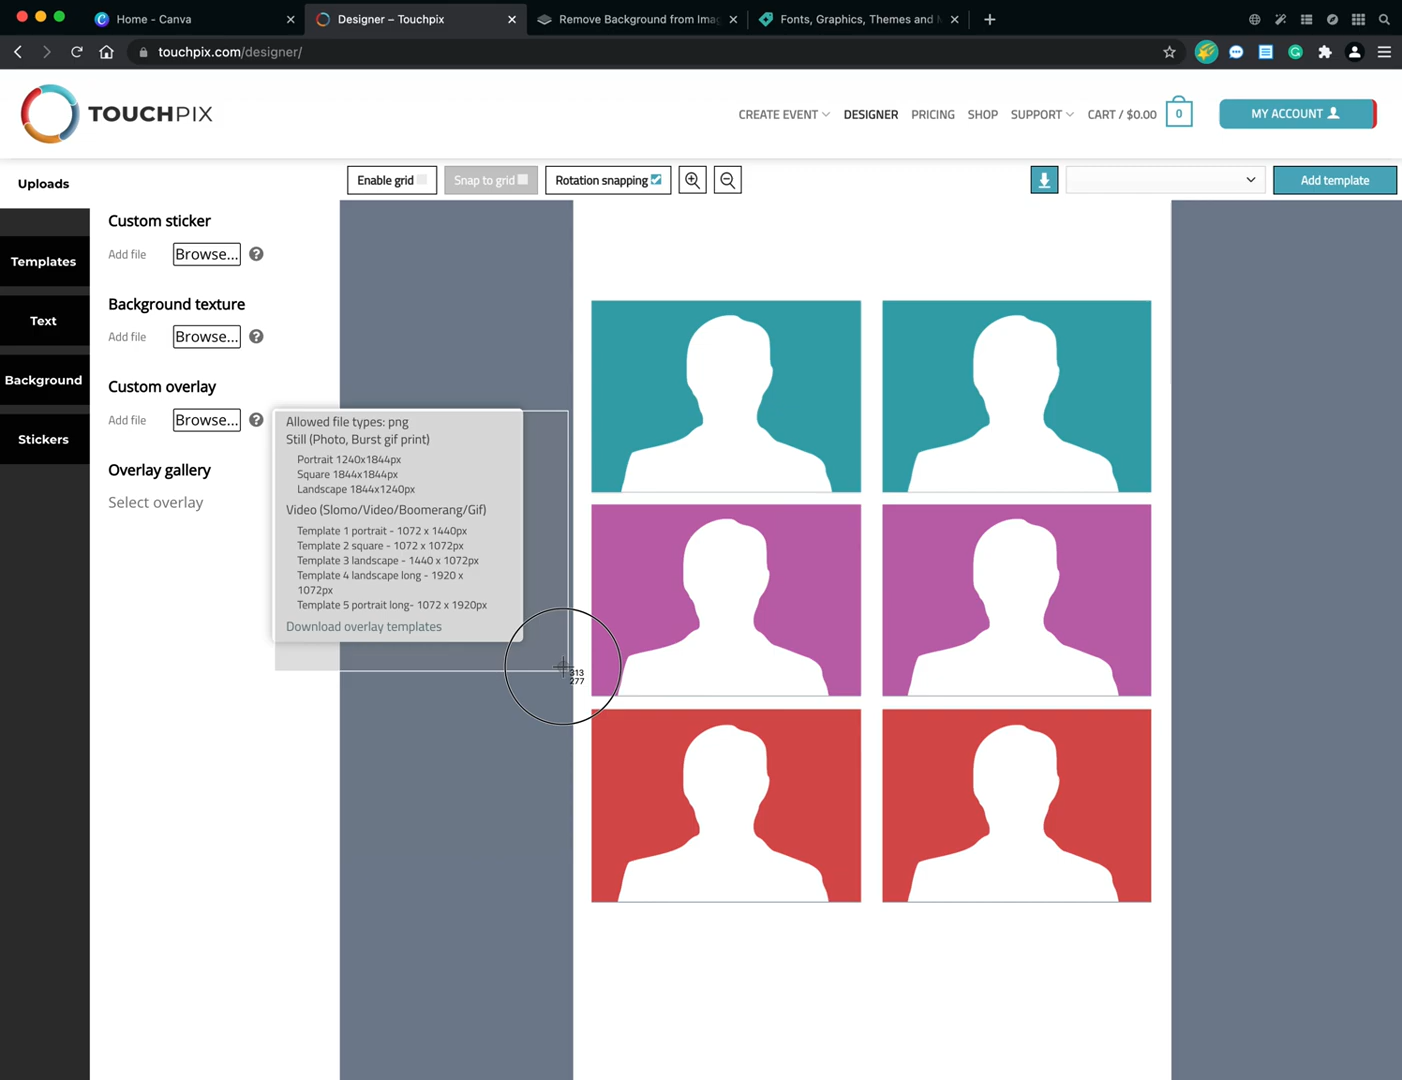 Home - Canva
Designer – Touchpix
Remove Background from Imag
Fonts, Graphics, Themes and M
touchpix.com/designer/
TOUCHPIX
CREATE EVENT
DESIGNER
PRICING
SHOP
SUPPORT
CART / $0.00
0
MY ACCOUNT
Uploads
Enable grid
Snap to grid
Rotation snapping
Add template
Templates
Text
Background
Stickers
Custom sticker
Add file
Browse...
?
Background texture
Add file
Browse...
?
Custom overlay
Add file
Browse...
?
Overlay gallery
Select overlay
Allowed file types: png
Still (Photo, Burst gif print)
Portrait 1240x1844px
Square 1844x1844px
Landscape 1844x1240px
Video (Slomo/Video/Boomerang/Gif)
Template 1 portrait - 1072 x 1440px
Template 2 square - 1072 x 1072px
Template 3 landscape - 1440 x 1072px
Template 4 landscape long - 1920 x
1072px
Template 5 portrait long- 1072 x 1920px
Download overlay templates
313
277